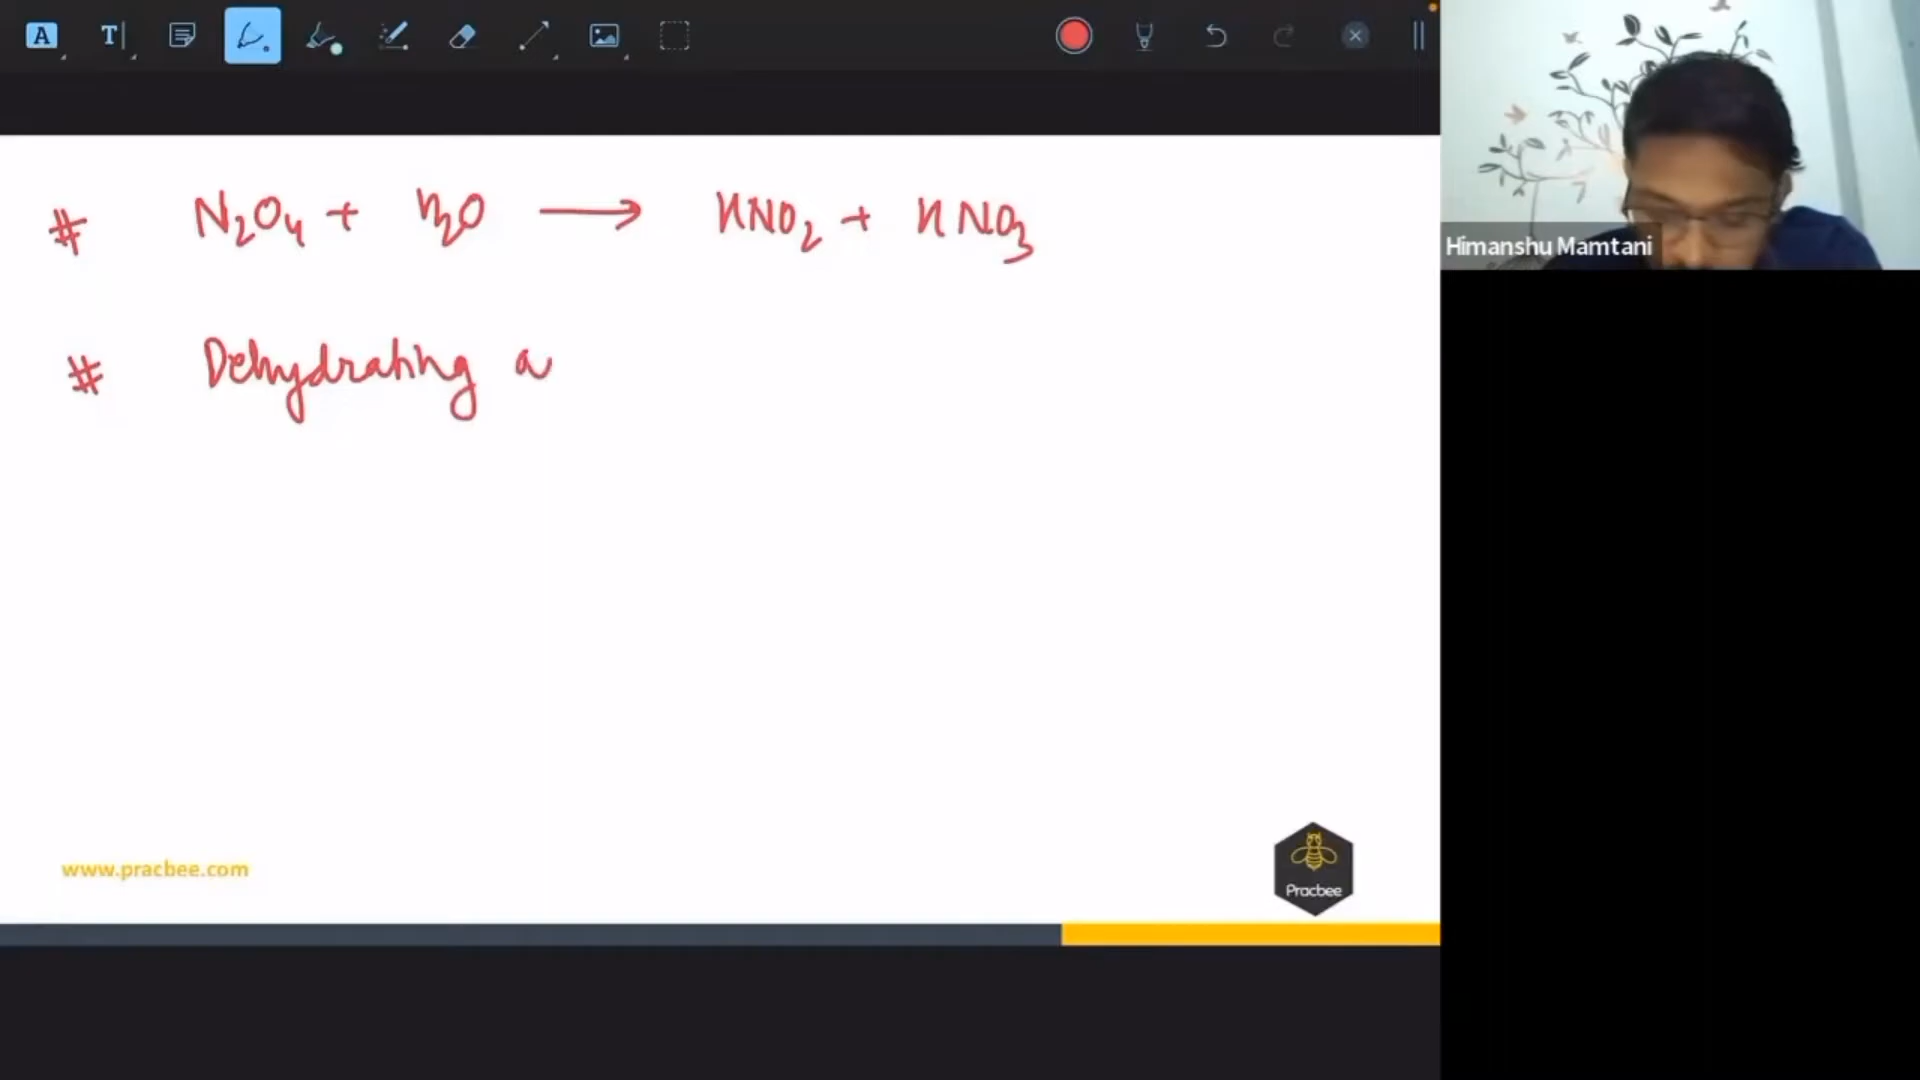 A T
# N₂O₄ + H₂O ⟶ HNO₂ + HNO₃
Himanshu Mamtani
# Dehydrating a
www.pracbee.com
Pracbee